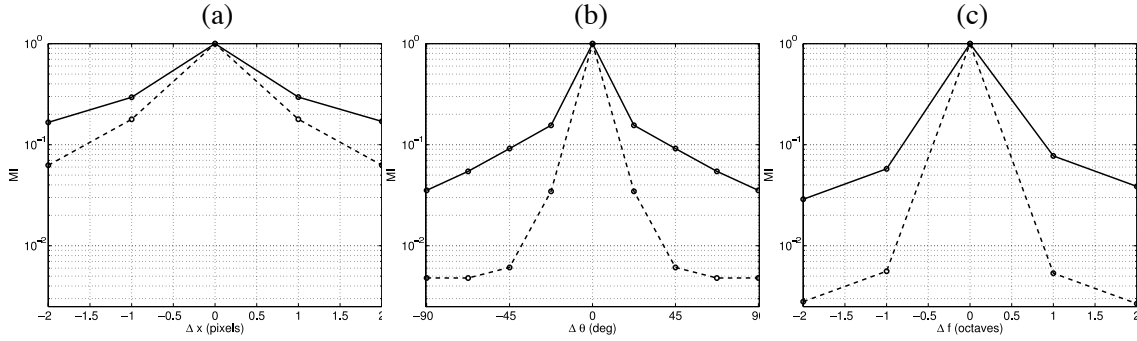 (a) (b) (c)
10^0 10^0 10^0
10^−1 10^−1 10^−1
MI MI MI
10^−2 10^−2 10^−2
−2 −1.5 −1 −0.5 0 0.5 1 1.5 2 −90 −45 0 45 90 −2 −1.5 −1 −0.5 0 0.5 1 1.5 2
Δ x (pixels) Δ θ (deg) Δ f (octaves)